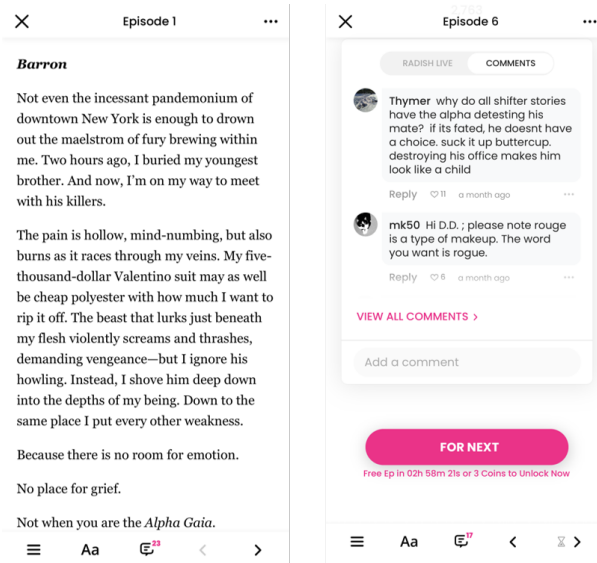 Episode 1
Barron
Not even the incessant pandemonium of
downtown New York is enough to drown
out the maelstrom of fury brewing within
me. Two hours ago, I buried my youngest
brother. And now, I'm on my way to meet
with his killers.
The pain is hollow, mind-numbing, but also
burns as it races through my veins. My five-
thousand-dollar Valentino suit may as well
be cheap polyester with how much I want to
rip it off. The beast that lurks just beneath
my flesh violently screams and thrashes,
demanding vengeance—but I ignore his
howling. Instead, I shove him deep down
into the depths of my being. Down to the
same place I put every other weakness.
Because there is no room for emotion.
No place for grief.
Not when you are the Alpha Gaia.
Aa
23
2,763
Episode 6
RADISH LIVE
COMMENTS
Thymer why do all shifter stories
have the alpha detesting his
mate? if its fated, he doesnt have
a choice. suck it up buttercup.
destroying his office makes him
look like a child
Reply 11 a month ago
mk50 Hi D.D. ; please note rouge
is a type of makeup. The word
you want is rogue.
Reply 6 a month ago
VIEW ALL COMMENTS >
Add a comment
FOR NEXT
Free Ep in 02h 58m 21s or 3 Coins to Unlock Now
Aa
17